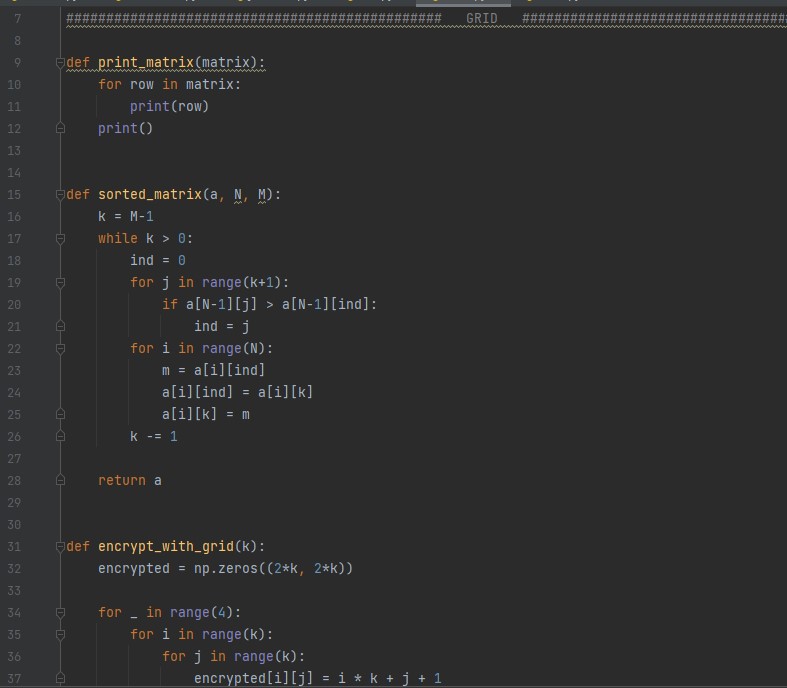 7 ############################################### GRID #################################
8
9 def print_matrix(matrix):
10 for row in matrix:
11 print(row)
12 print()
13
14
15 def sorted_matrix(a, N, M):
16 k = M-1
17 while k > 0:
18 ind = 0
19 for j in range(k+1):
20 if a[N-1][j] > a[N-1][ind]:
21 ind = j
22 for i in range(N):
23 m = a[i][ind]
24 a[i][ind] = a[i][k]
25 a[i][k] = m
26 k -= 1
27
28 return a
29
30
31 def encrypt_with_grid(k):
32 encrypted = np.zeros((2*k, 2*k))
33
34 for _ in range(4):
35 for i in range(k):
36 for j in range(k):
37 encrypted[i][j] = i * k + j + 1